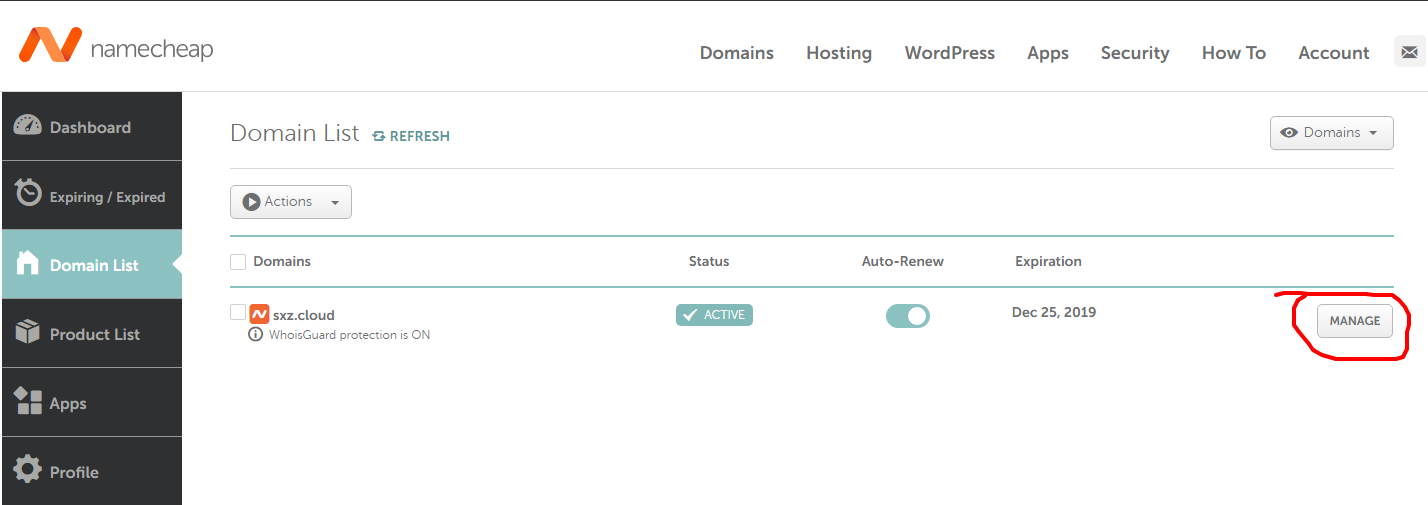 namecheap
Domains Hosting WordPress Apps Security How To Account
Dashboard
Expiring / Expired
Domain List
Product List
Apps
Profile
Domain List REFRESH
Domains
Actions
Domains Status Auto-Renew Expiration
sxz.cloud ACTIVE Dec 25, 2019 MANAGE
WhoisGuard protection is ON